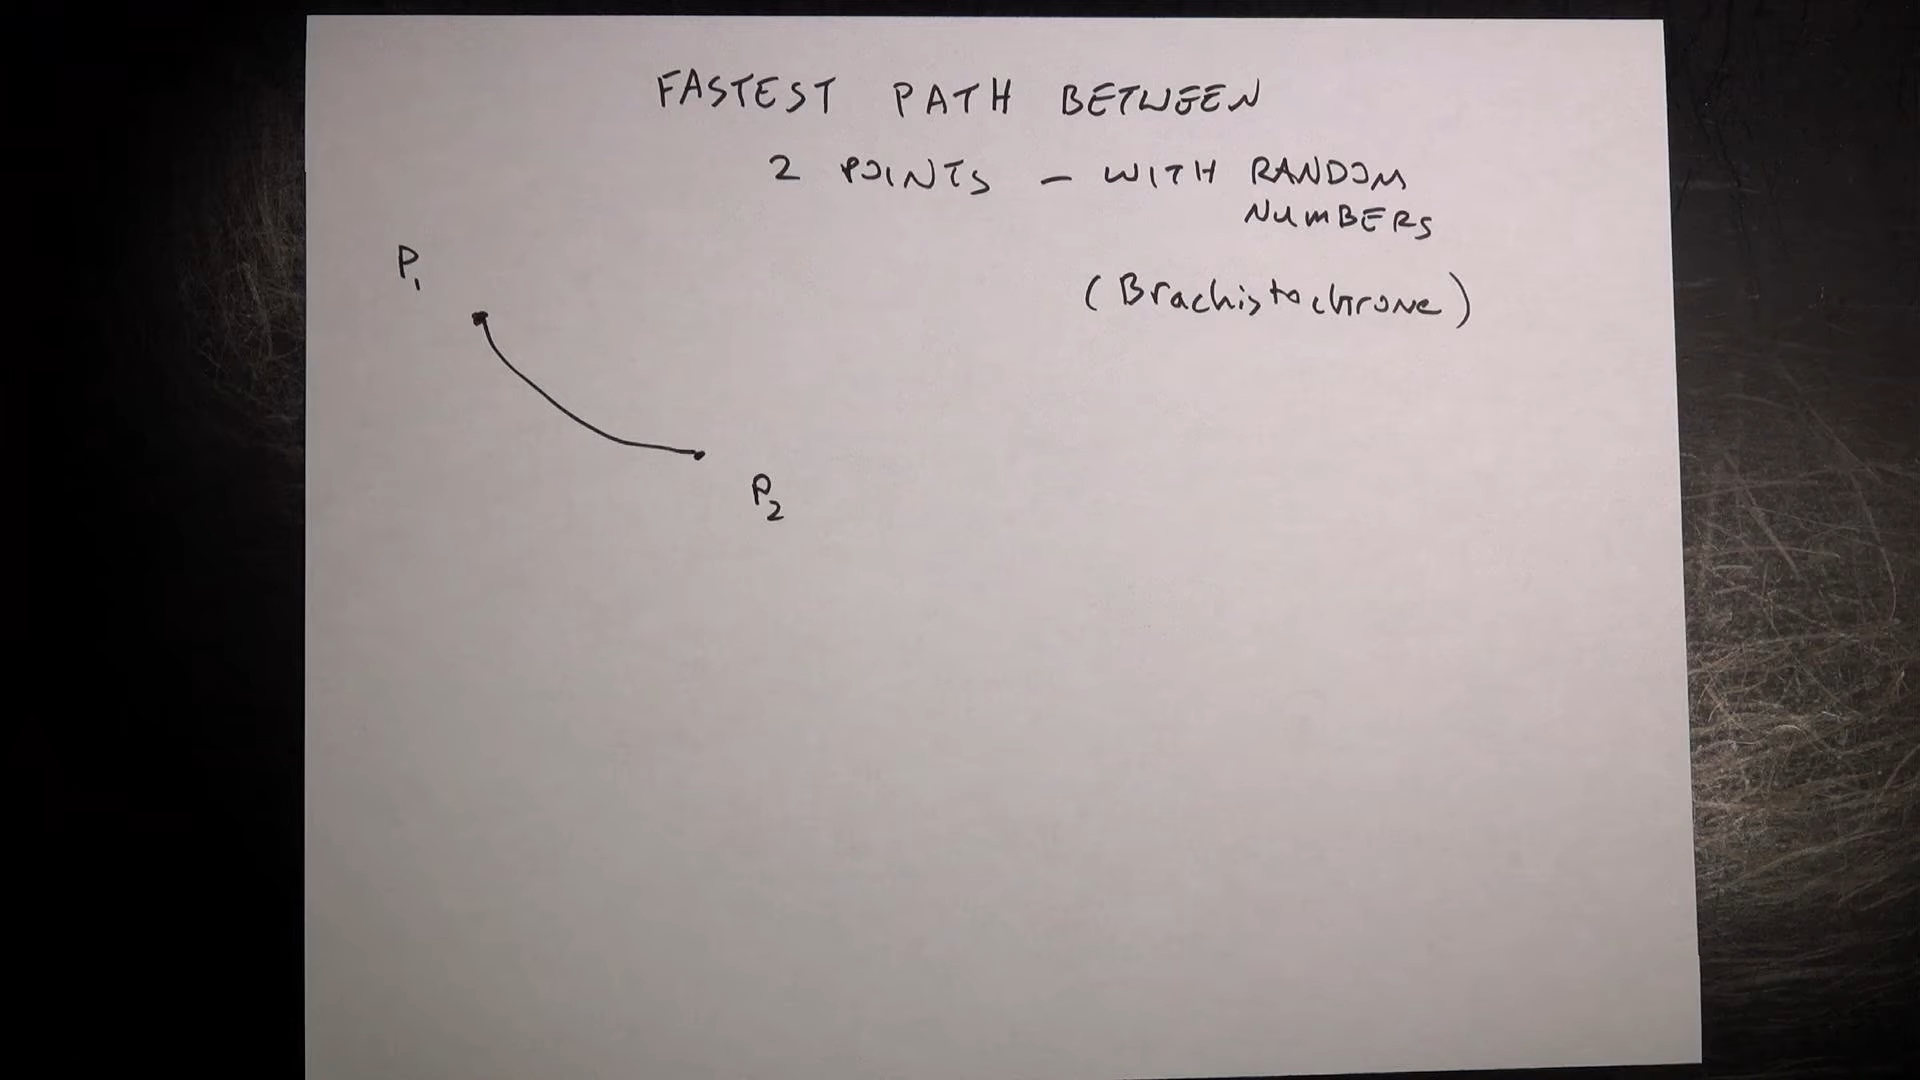 FASTEST PATH BETWEEN
2 POINTS - WITH RANDOM
NUMBERS
P1
(Brachistochrone)
P2